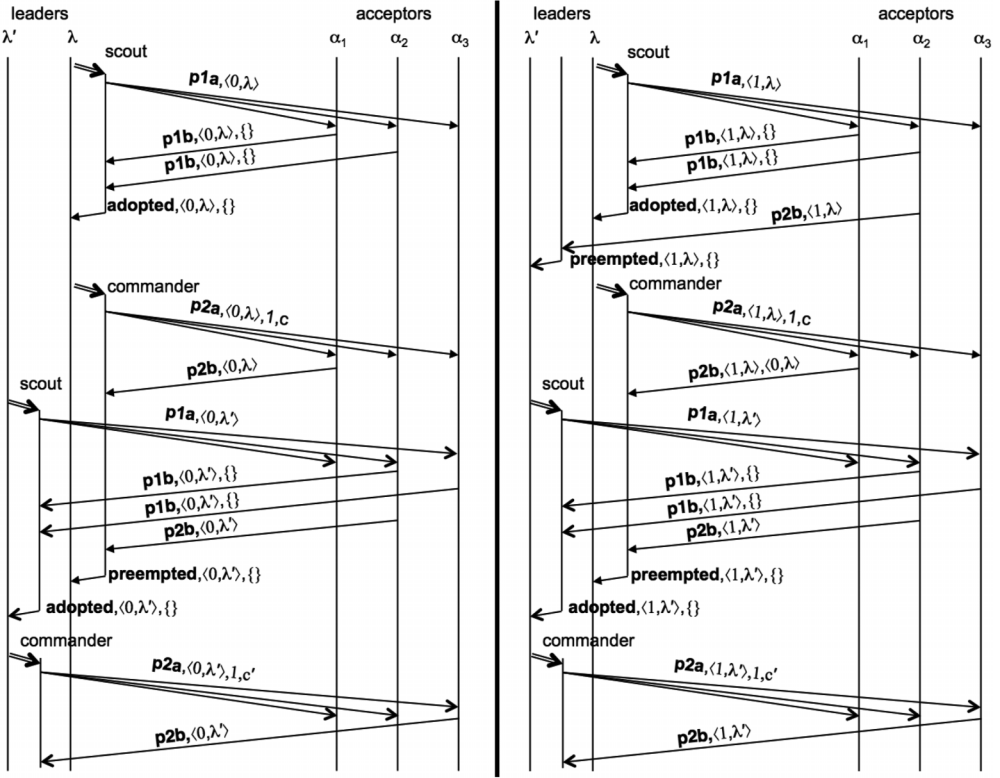 leaders acceptors
λ′ λ α1 α2 α3
scout
p1a,⟨0,λ⟩
p1b,⟨0,λ⟩,{}
p1b,⟨0,λ⟩,{}
adopted,⟨0,λ⟩,{}
commander
p2a,⟨0,λ⟩,1,c
p2b,⟨0,λ⟩
scout
p1a,⟨0,λ′⟩
p1b,⟨0,λ′⟩,{}
p1b,⟨0,λ′⟩,{}
p2b,⟨0,λ′⟩
preempted,⟨0,λ′⟩,{}
adopted,⟨0,λ′⟩,{}
commander
p2a,⟨0,λ′⟩,1,c′
p2b,⟨0,λ′⟩
leaders acceptors
λ′ λ α1 α2 α3
scout
p1a,⟨1,λ⟩
p1b,⟨1,λ⟩,{}
p1b,⟨1,λ⟩,{}
adopted,⟨1,λ⟩,{}
p2b,⟨1,λ⟩
preempted,⟨1,λ⟩,{}
commander
p2a,⟨1,λ⟩,1,c
p2b,⟨1,λ⟩,⟨0,λ⟩
scout
p1a,⟨1,λ′⟩
p1b,⟨1,λ′⟩,{}
p1b,⟨1,λ′⟩,{}
p2b,⟨1,λ′⟩
preempted,⟨1,λ′⟩,{}
adopted,⟨1,λ′⟩,{}
commander
p2a,⟨1,λ′⟩,1,c′
p2b,⟨1,λ′⟩